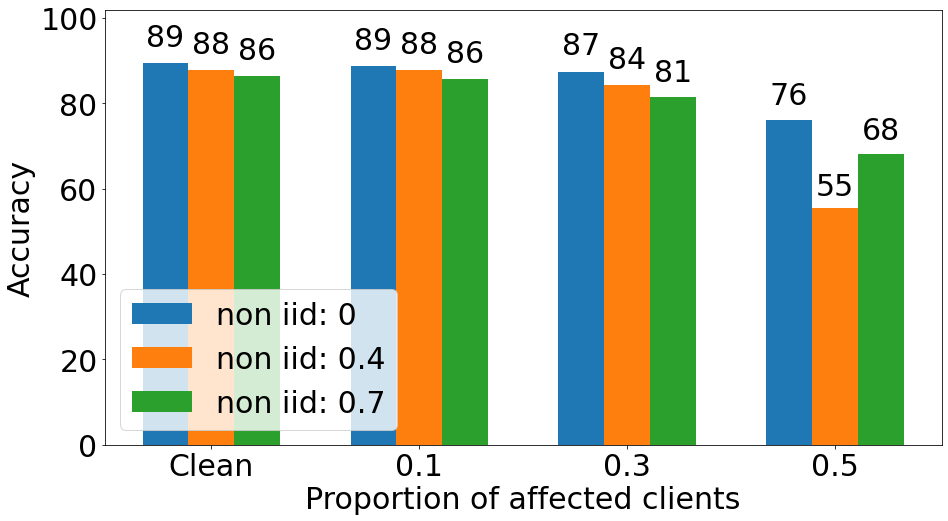 100
80
60
40
20
0
Accuracy
89 88 86
89 88 86
87 84 81
76 55 68
non iid: 0
non iid: 0.4
non iid: 0.7
Clean 0.1 0.3 0.5
Proportion of affected clients